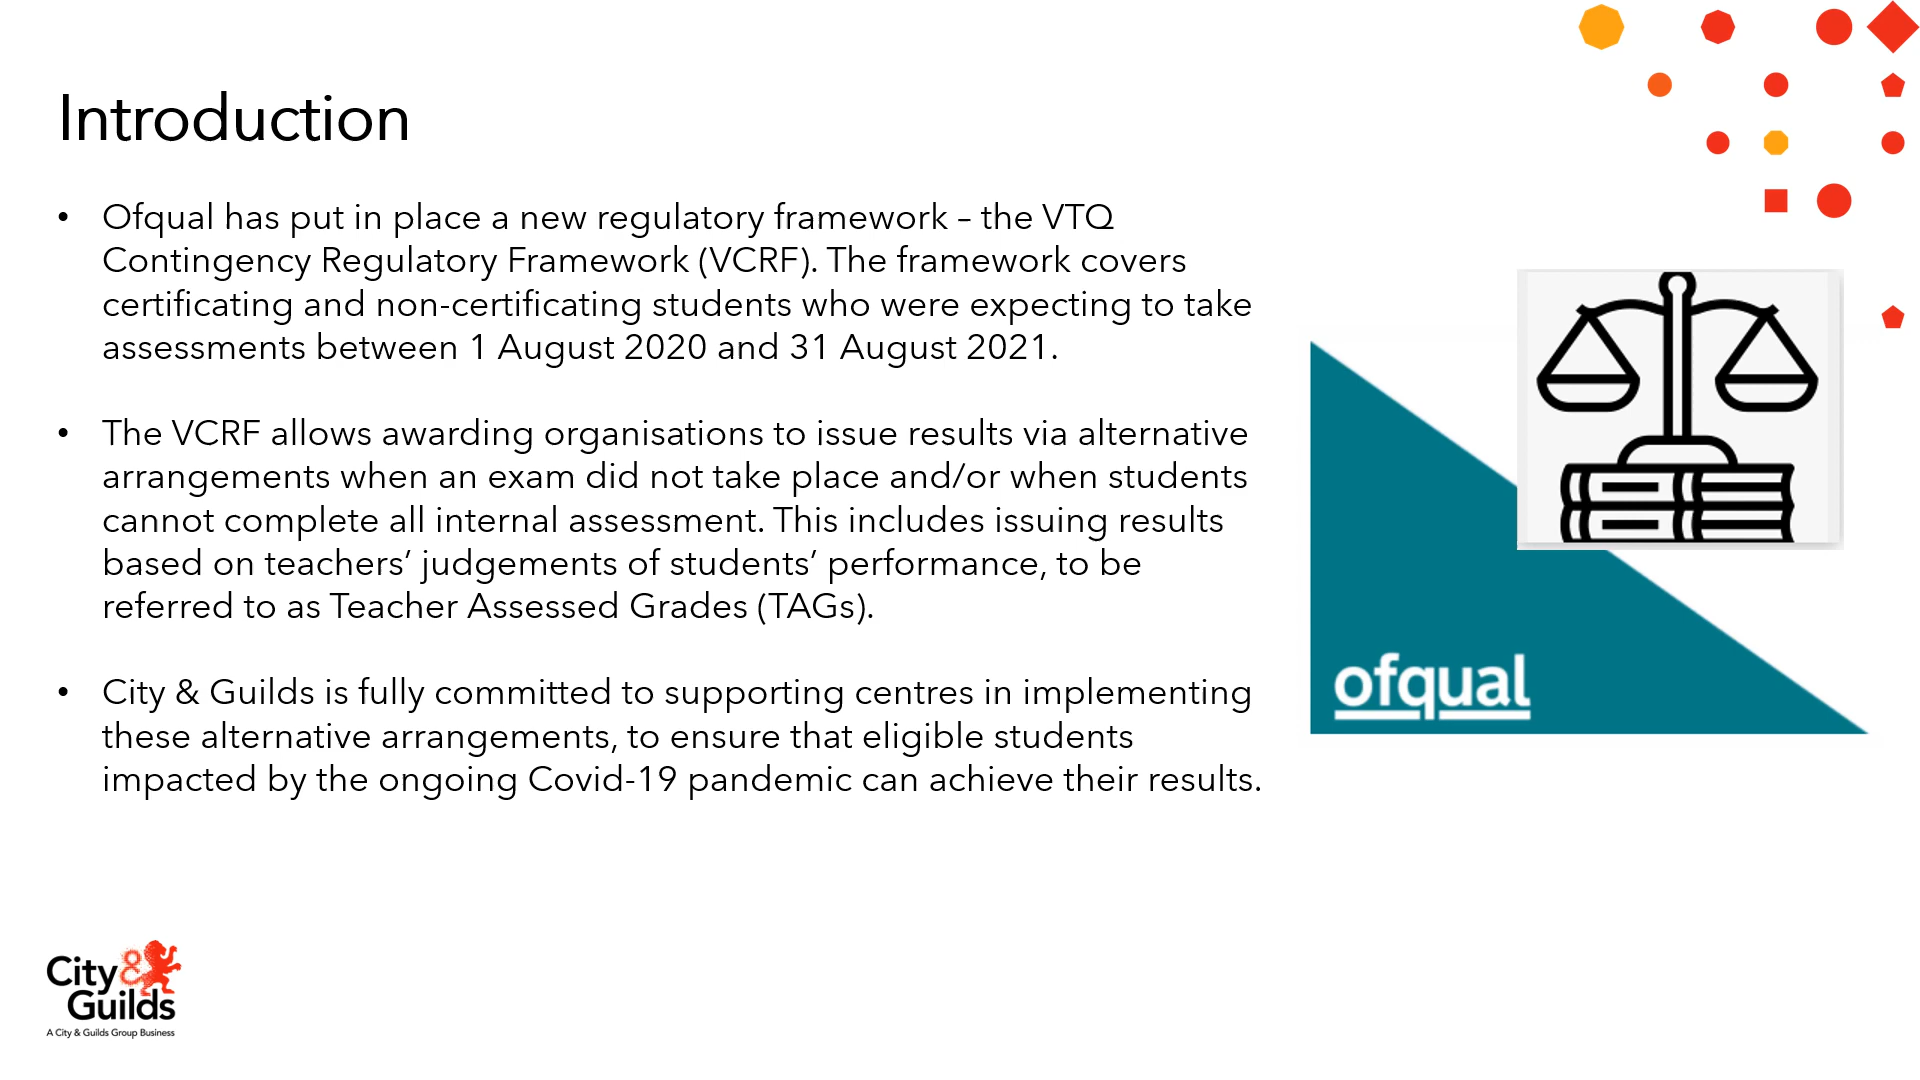 Introduction
• Ofqual has put in place a new regulatory framework – the VTQ
Contingency Regulatory Framework (VCRF). The framework covers
certificating and non-certificating students who were expecting to take
assessments between 1 August 2020 and 31 August 2021.
• The VCRF allows awarding organisations to issue results via alternative
arrangements when an exam did not take place and/or when students
cannot complete all internal assessment. This includes issuing results
based on teachers’ judgements of students’ performance, to be
referred to as Teacher Assessed Grades (TAGs).
• City & Guilds is fully committed to supporting centres in implementing
these alternative arrangements, to ensure that eligible students
impacted by the ongoing Covid-19 pandemic can achieve their results.
ofqual
City &
Guilds
A City & Guilds Group Business